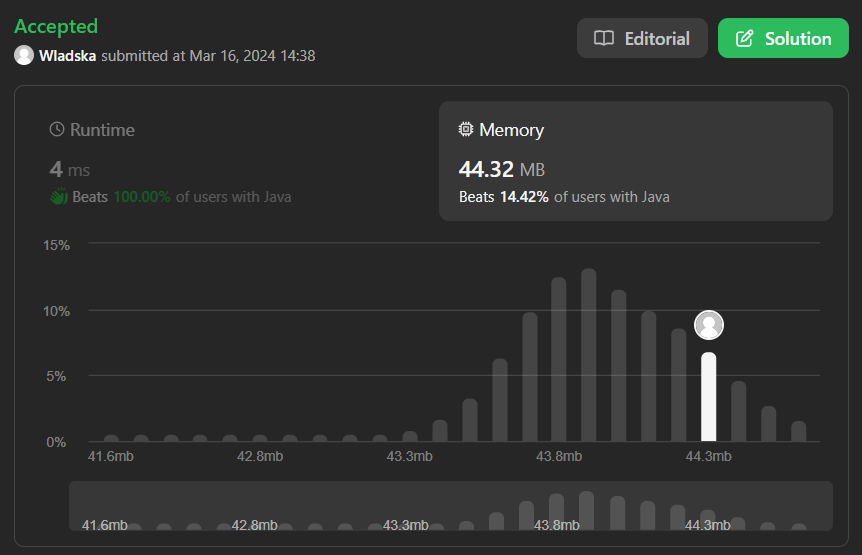 Accepted
Wladska submitted at Mar 16, 2024 14:38
Editorial
Solution
Runtime
4 ms
Beats 100.00% of users with Java
Memory
44.32 MB
Beats 14.42% of users with Java
15%
10%
5%
0%
41.6mb 42.8mb 43.3mb 43.8mb 44.3mb
41.6mb 42.8mb 43.3mb 43.8mb 44.3mb